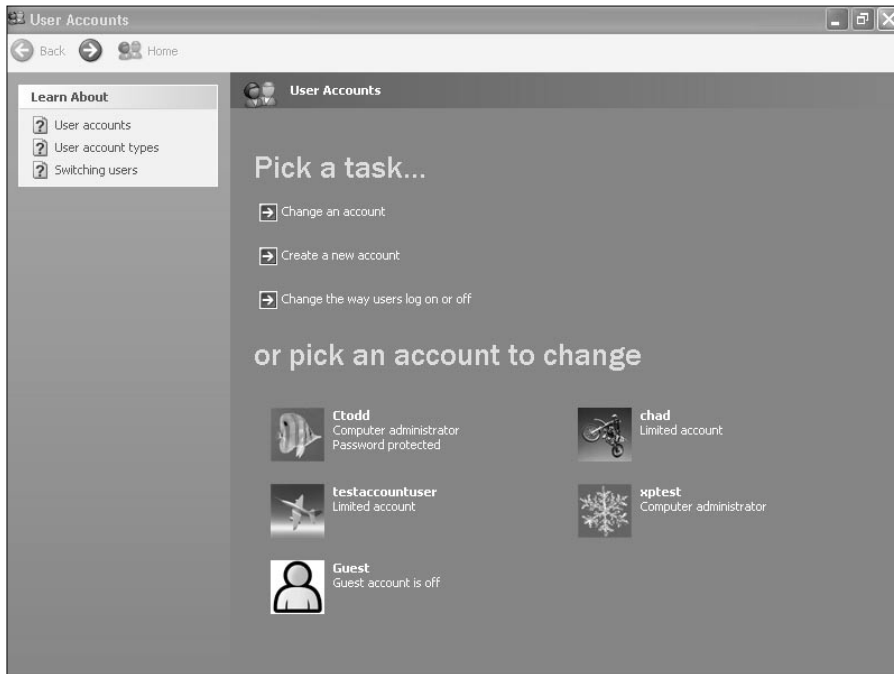 User Accounts
Back
Home
Learn About
User accounts
User account types
Switching users
User Accounts
Pick a task...
Change an account
Create a new account
Change the way users log on or off
or pick an account to change
Ctodd
Computer administrator
Password protected
chad
Limited account
testaccountuser
Limited account
xptest
Computer administrator
Guest
Guest account is off